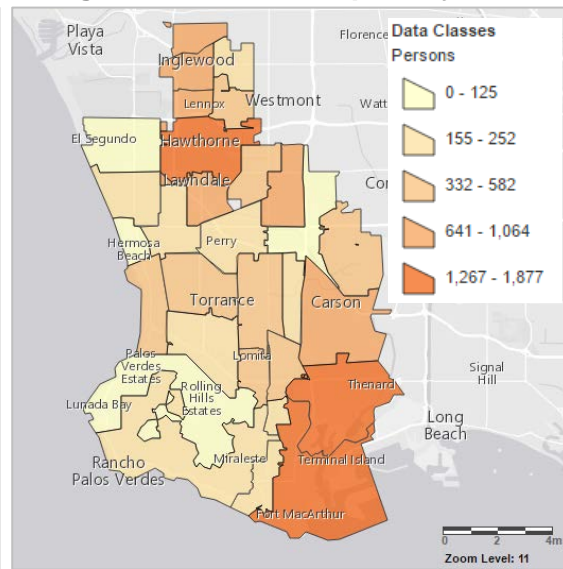 Playa
Vista
Florence
Data Classes
Persons
Inglewood
0 - 125
Lennox
Westmont
Watt
155 - 252
El Segundo
Hawthorne
332 - 582
Lawndale
Co
641 - 1,064
Hermosa
Beach
Perry
1,267 - 1,877
Torrance
Carson
Palos
Verdes
Estates
Lomita
Signal
Hill
Rolling
Hills
Estates
Thenard
Lunada Bay
Long
Beach
Rancho
Palos Verdes
Miraleste
Terminal Island
Fort MacArthur
0 2 4m
Zoom Level: 11